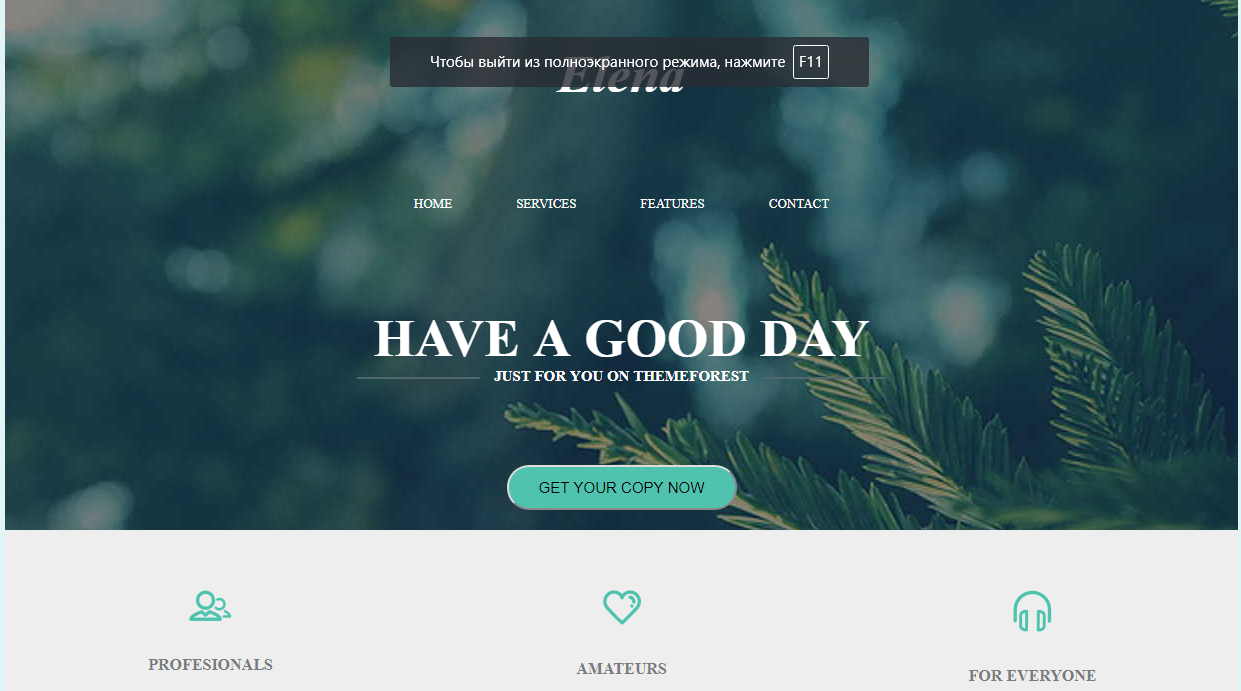 Чтобы выйти из полноэкранного режима, нажмите F11
Elena
HOME SERVICES FEATURES CONTACT
HAVE A GOOD DAY
JUST FOR YOU ON THEMEFOREST
GET YOUR COPY NOW
PROFESIONALS AMATEURS FOR EVERYONE